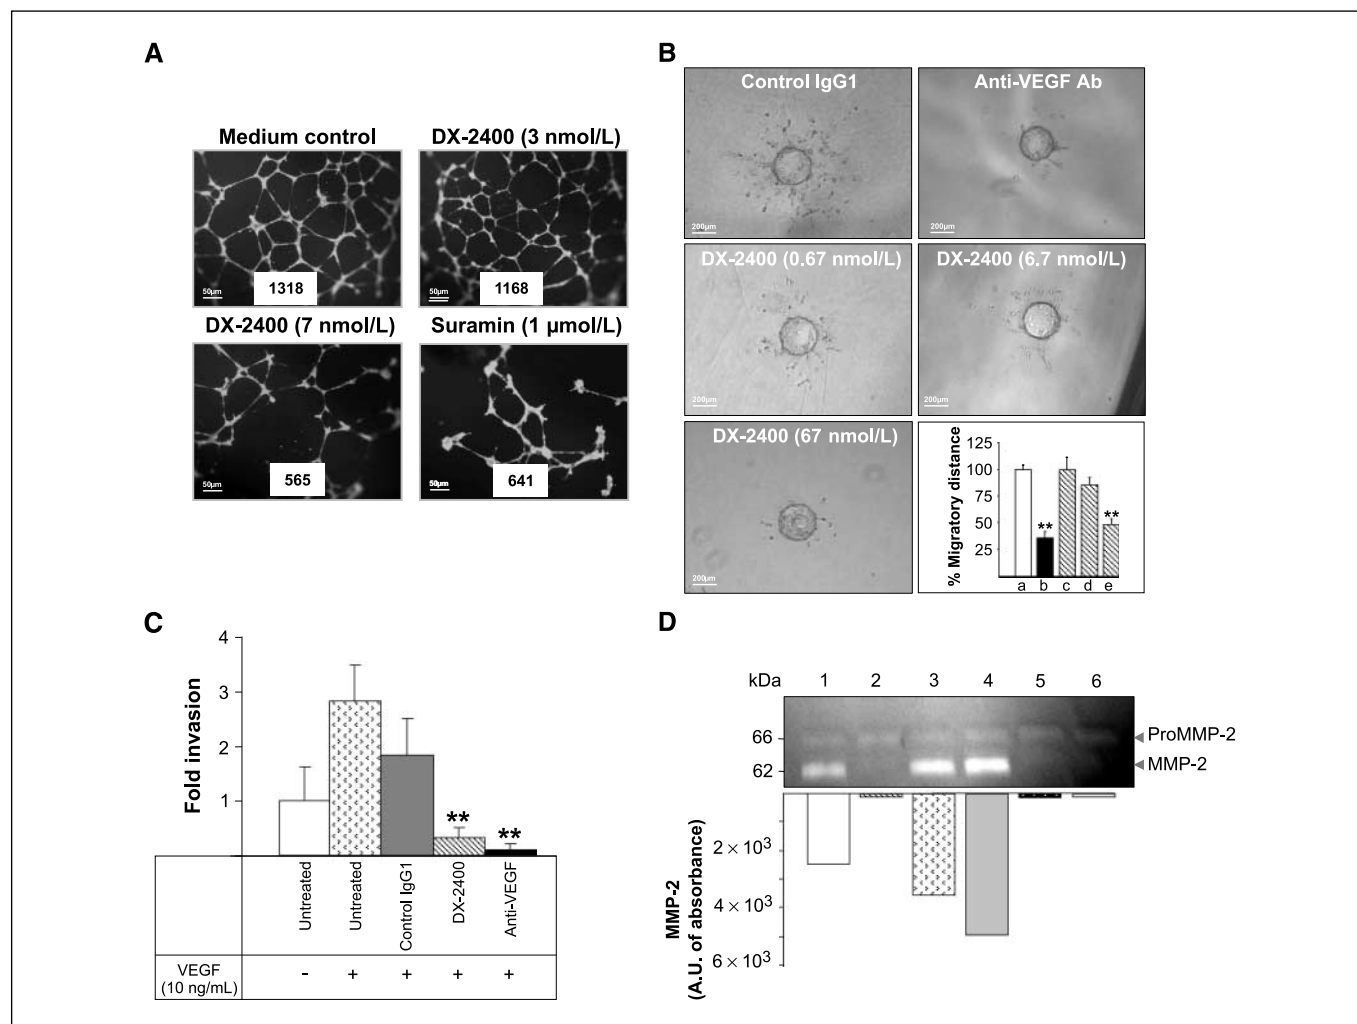 A
Medium control
DX-2400 (3 nmol/L)
50µm
1318
50µm
1168
DX-2400 (7 nmol/L)
Suramin (1 µmol/L)
50µm
565
50µm
641
B
Control IgG1
Anti-VEGF Ab
200µm
200µm
DX-2400 (0.67 nmol/L)
DX-2400 (6.7 nmol/L)
200µm
200µm
DX-2400 (67 nmol/L)
200µm
% Migratory distance
125
100
75
50
25
**
**
a b c d e
C
Fold invasion
4
3
2
1
**
**
Untreated
Untreated
Control IgG1
DX-2400
Anti-VEGF
VEGF
(10 ng/mL)
- + + + +
D
kDa 1 2 3 4 5 6
66
ProMMP-2
62
MMP-2
MMP-2
(A.U. of absorbance)
2 × 10³
4 × 10³
6 × 10³